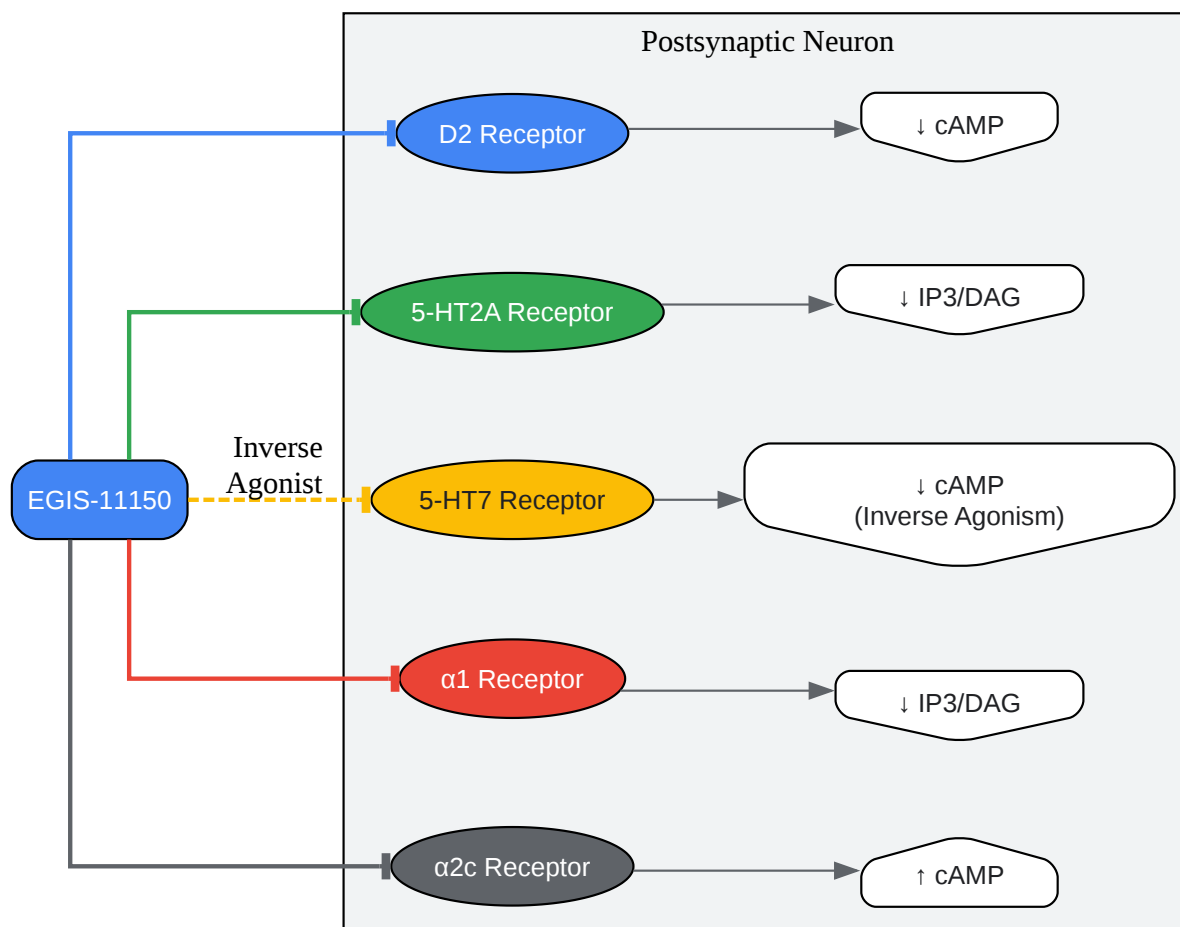 Postsynaptic Neuron
D2 Receptor
↓ cAMP
5-HT2A Receptor
↓ IP3/DAG
Inverse
Agonist
EGIS-11150
5-HT7 Receptor
↓ cAMP
(Inverse Agonism)
α1 Receptor
↓ IP3/DAG
α2c Receptor
↑ cAMP